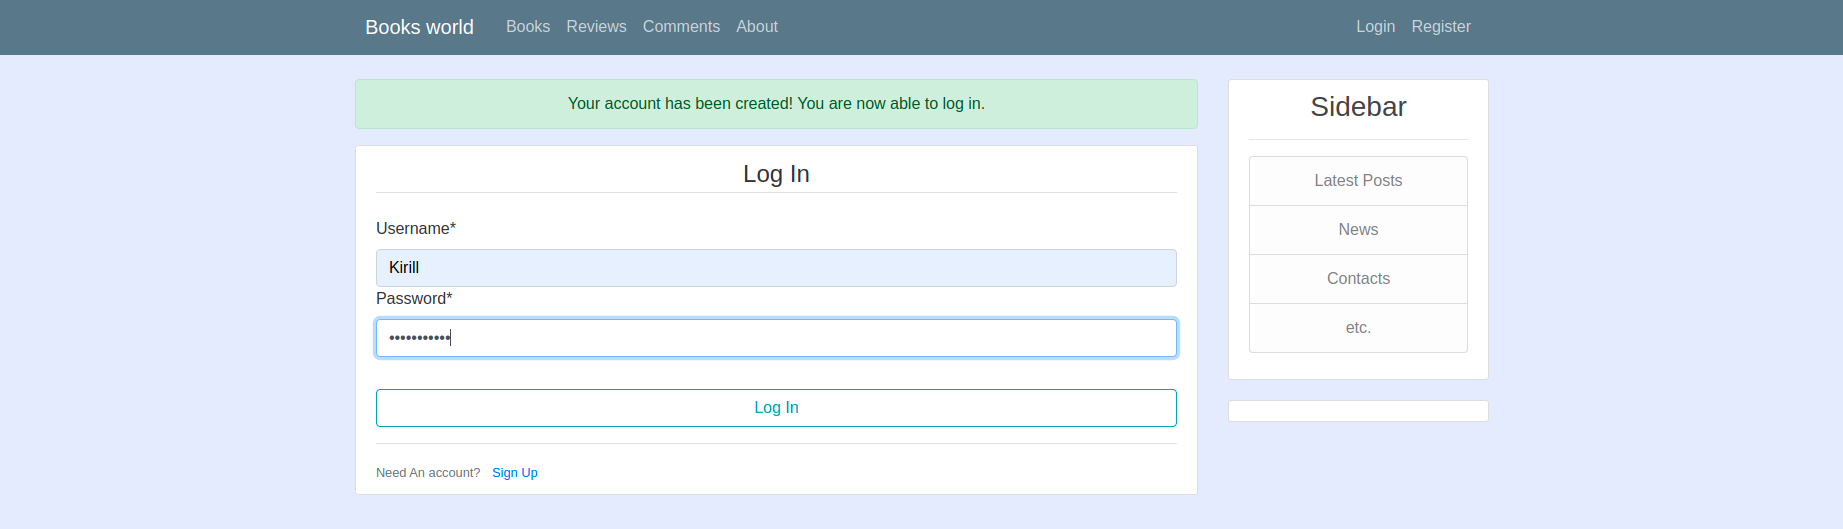 Books world Books Reviews Comments About Login Register
Your account has been created! You are now able to log in.
Log In
Username*
Kirill
Password*
•••••••••••
Log In
Need An account? Sign Up
Sidebar
Latest Posts
News
Contacts
etc.